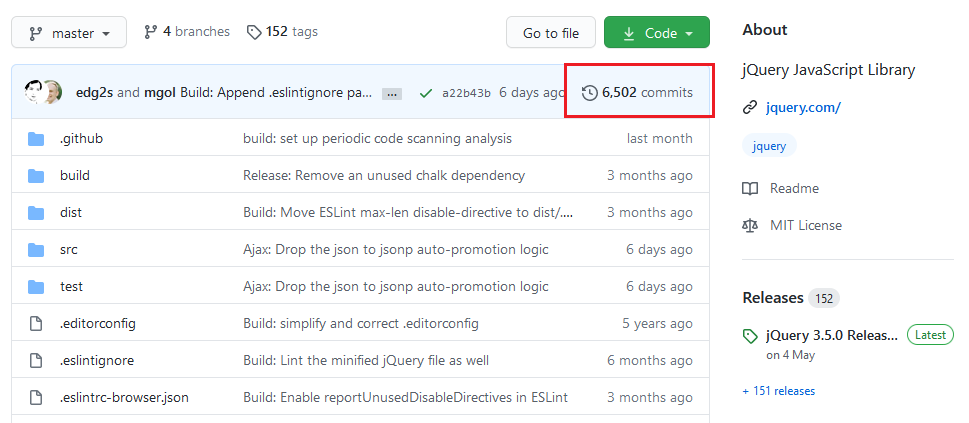 master 4 branches 152 tags Go to file Code
edg2s and mgol Build: Append .eslintignore pa... ... a22b43b 6 days ago 6,502 commits
.github build: set up periodic code scanning analysis last month
build Release: Remove an unused chalk dependency 3 months ago
dist Build: Move ESLint max-len disable-directive to dist/.... 3 months ago
src Ajax: Drop the json to jsonp auto-promotion logic 6 days ago
test Ajax: Drop the json to jsonp auto-promotion logic 6 days ago
.editorconfig Build: simplify and correct .editorconfig 5 years ago
.eslintignore Build: Lint the minified jQuery file as well 6 months ago
.eslintrc-browser.json Build: Enable reportUnusedDisableDirectives in ESLint 3 months ago
About
jQuery JavaScript Library
jquery.com/
jquery
Readme
MIT License
Releases 152
jQuery 3.5.0 Releas... Latest
on 4 May
+ 151 releases